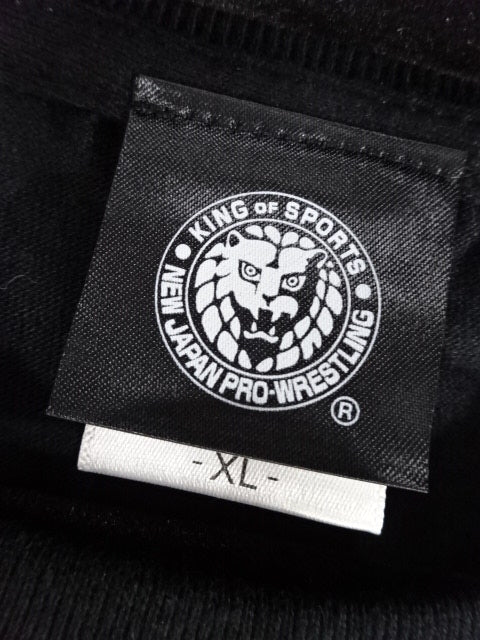 KING OF SPORTS
NEW JAPAN PRO-WRESTLING
®
- XL -